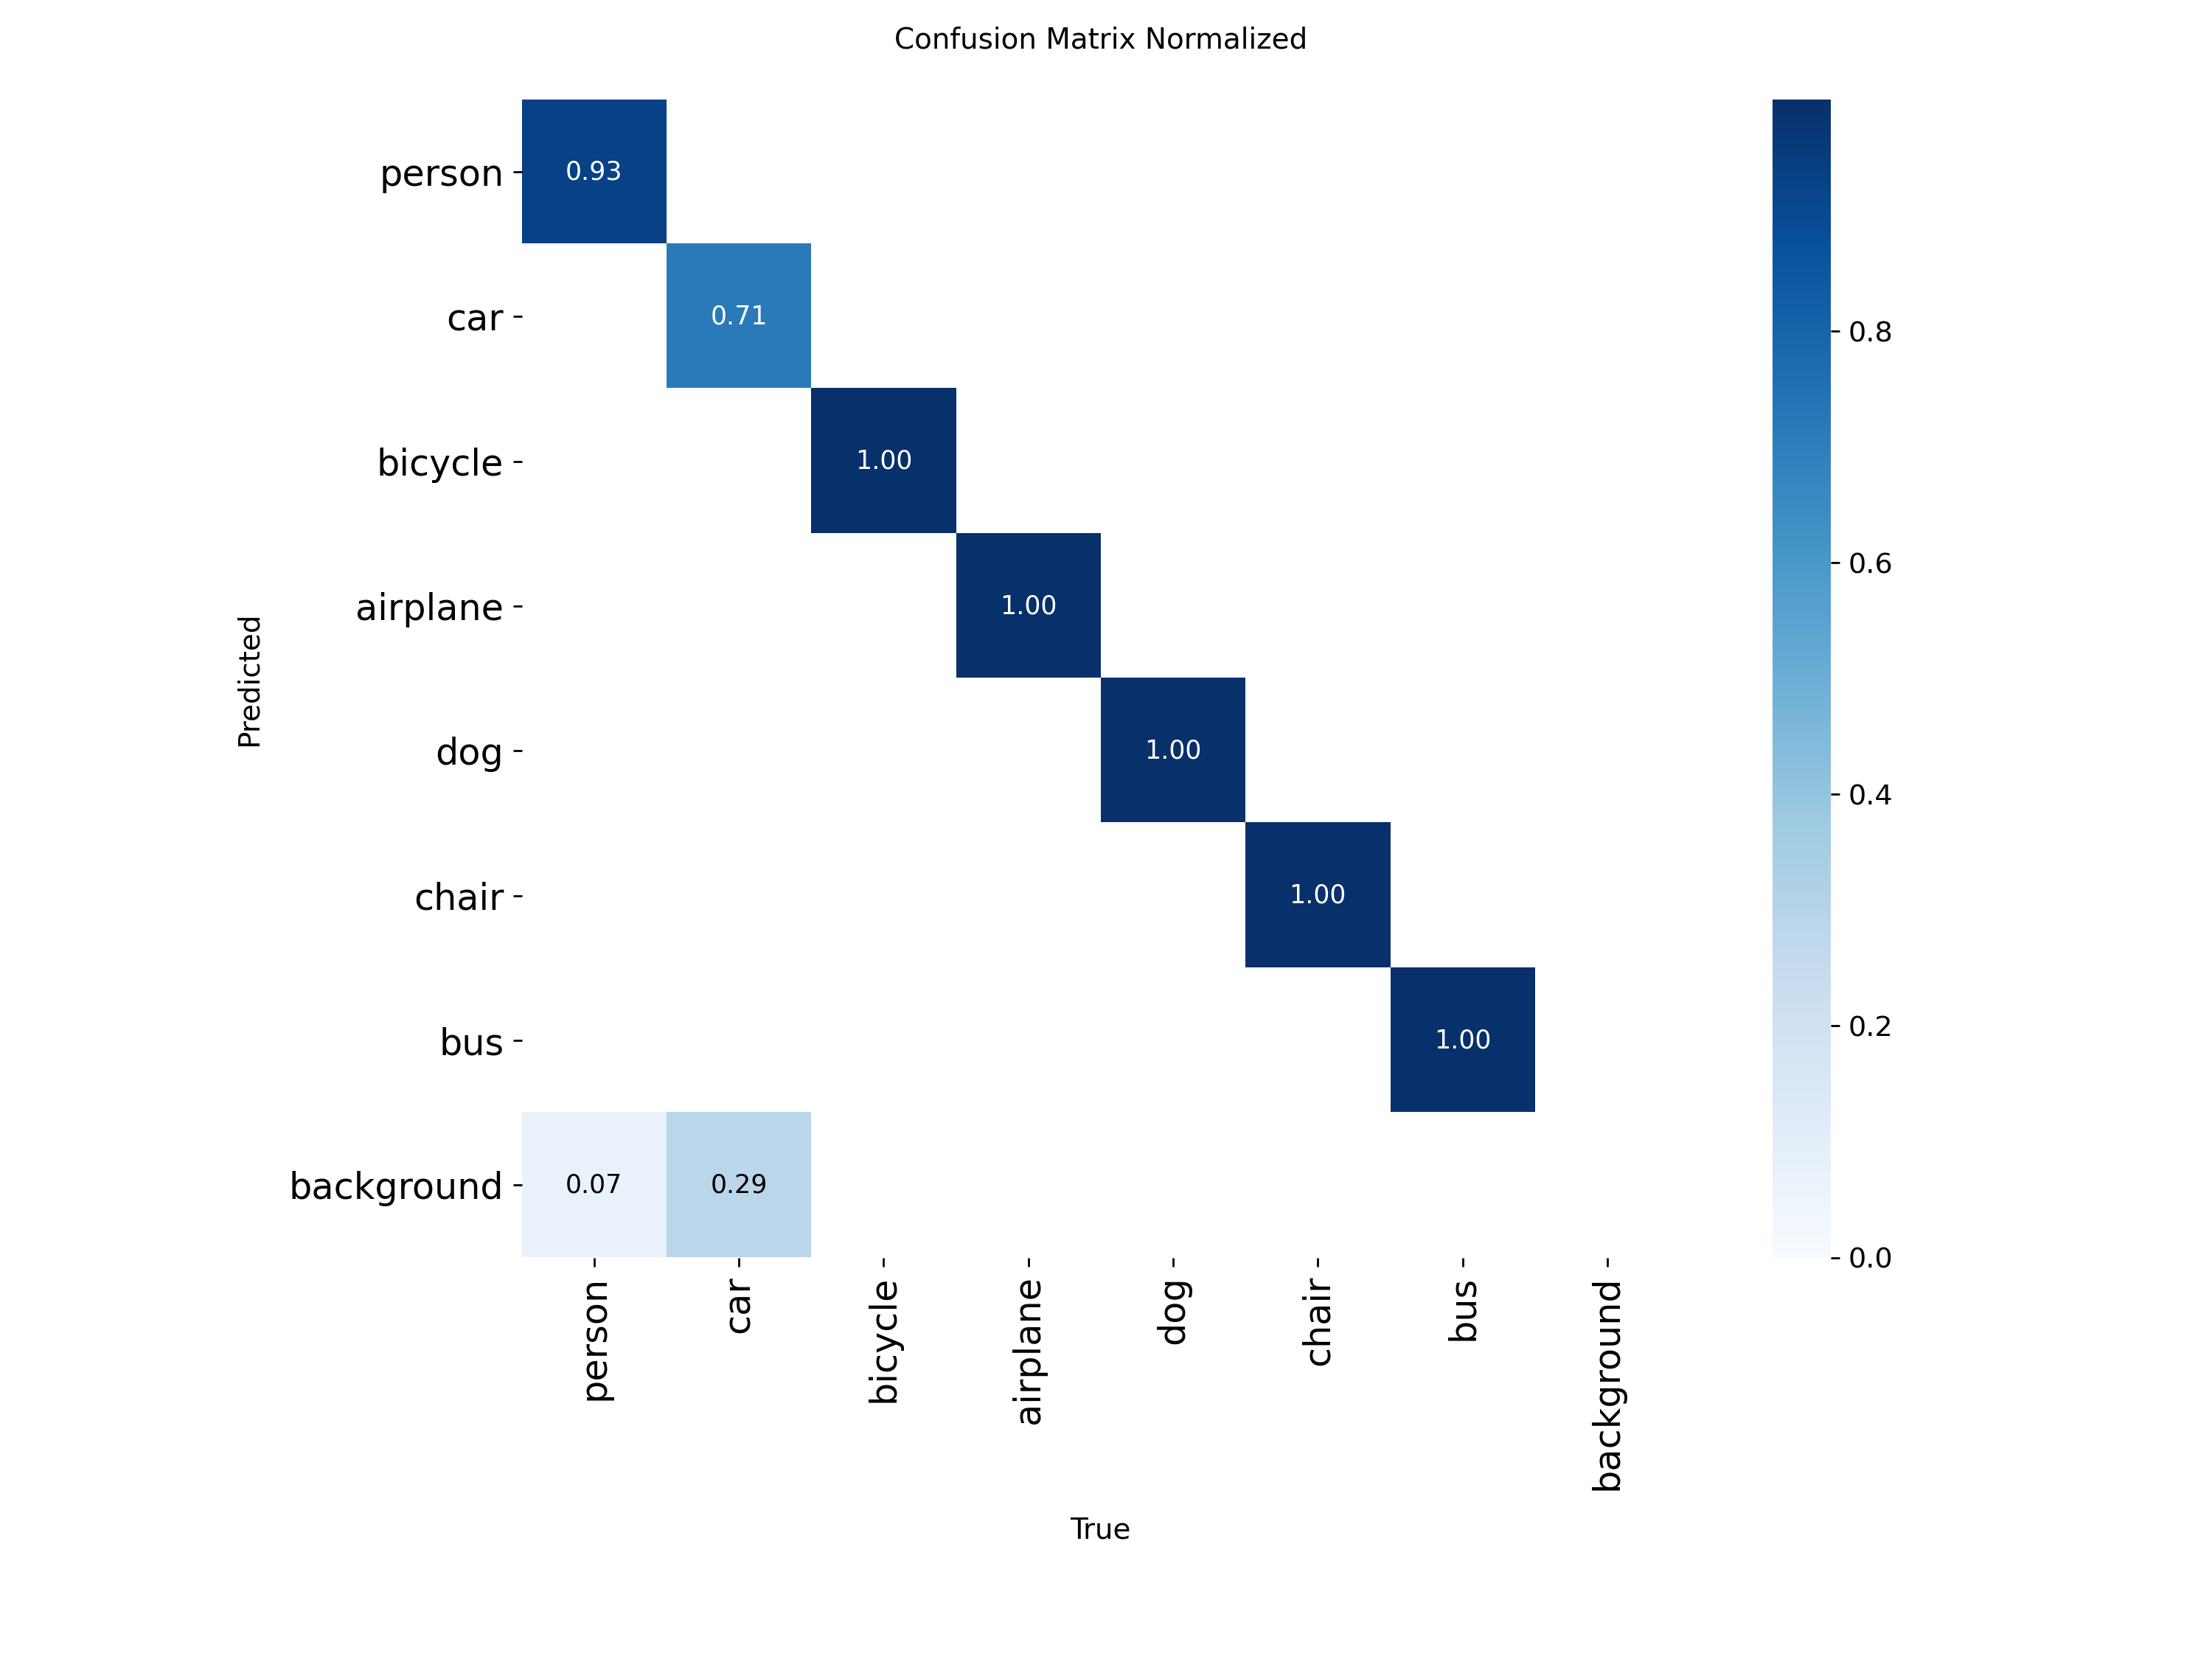 Confusion Matrix Normalized
person
0.93
car
0.71
0.8
bicycle
1.00
0.6
airplane
1.00
Predicted
dog
1.00
0.4
chair
1.00
bus
1.00
0.2
background
0.07
0.29
0.0
person
car
bicycle
airplane
dog
chair
bus
background
True